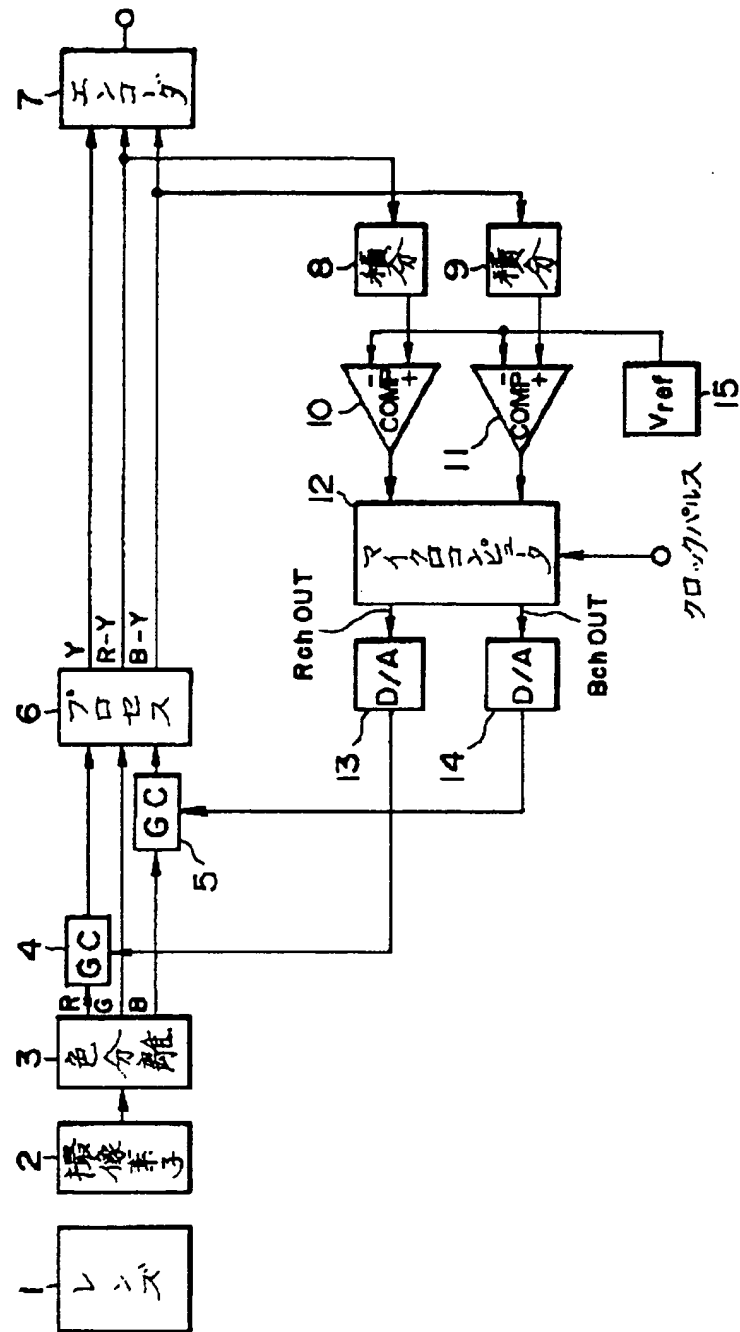 1
レンズ
2
撮像素子
3
色分離
R
G
B
4
GC
5
GC
6
プロセス
Y
R-Y
B-Y
7
エンコーダ
8
積分
9
積分
10
COMP
-
+
11
COMP
-
+
12
マイクロコンピュータ
Rch OUT
Bch OUT
13
D/A
14
D/A
Vref
15
クロックパルス